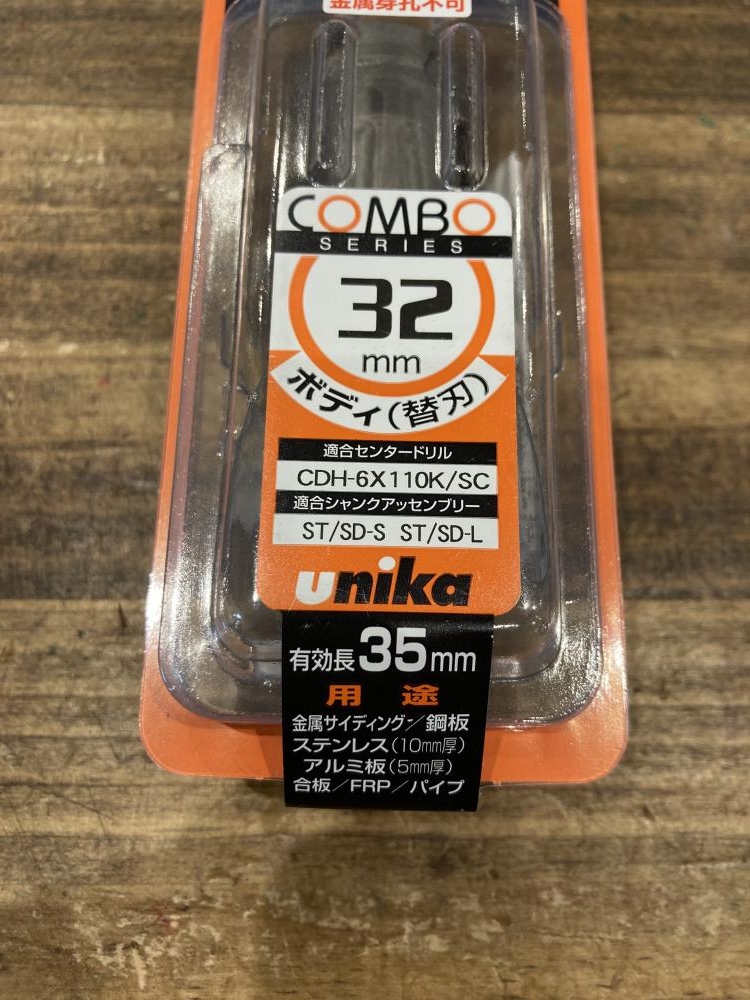 金属穿孔不可
COMBO
SERIES
32
mm
ボディ(替刃)
適合センタードリル
CDH-6X110K/SC
適合シャンクアッセンブリー
ST/SD-S ST/SD-L
unika
有効長35mm
用 途
金属サイディング/鋼板
ステンレス(10mm厚)
アルミ板(5mm厚)
合板/FRP/パイプ